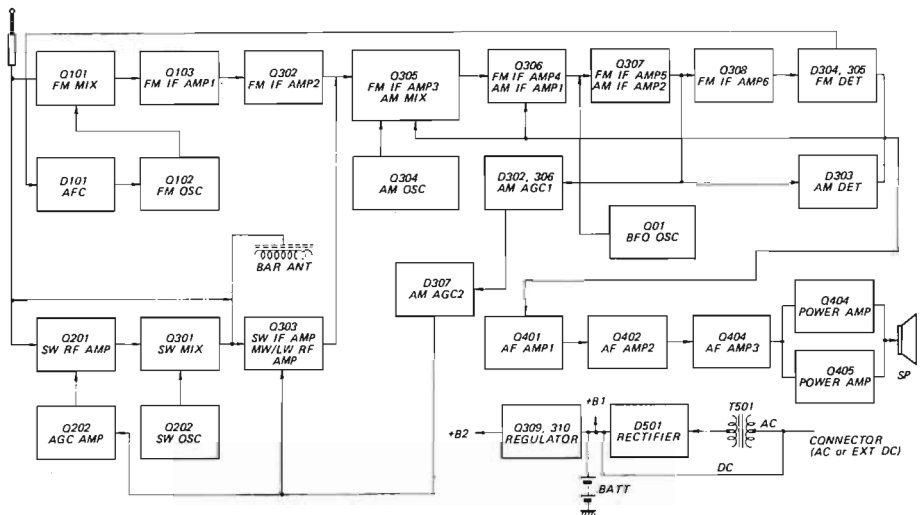 Q101
FM MIX
Q103
FM IF AMP1
Q302
FM IF AMP2
Q305
FM IF AMP3
AM MIX
Q306
FM IF AMP4
AM IF AMP1
Q307
FM IF AMP5
AM IF AMP2
Q308
FM IF AMP6
D304, 305
FM DET
D101
AFC
Q102
FM OSC
Q304
AM OSC
D302, 306
AM AGC1
D303
AM DET
Q01
BFO OSC
BAR ANT
D307
AM AGC2
Q201
SW RF AMP
Q301
SW MIX
Q303
SW IF AMP
MW/LW RF
AMP
Q401
AF AMP1
Q402
AF AMP2
Q404
AF AMP3
Q404
POWER AMP
Q405
POWER AMP
SP
Q202
AGC AMP
Q202
SW OSC
+B2
Q309, 310
REGULATOR
+B1
D501
RECTIFIER
T501
AC
CONNECTOR
(AC or EXT DC)
DC
BATT